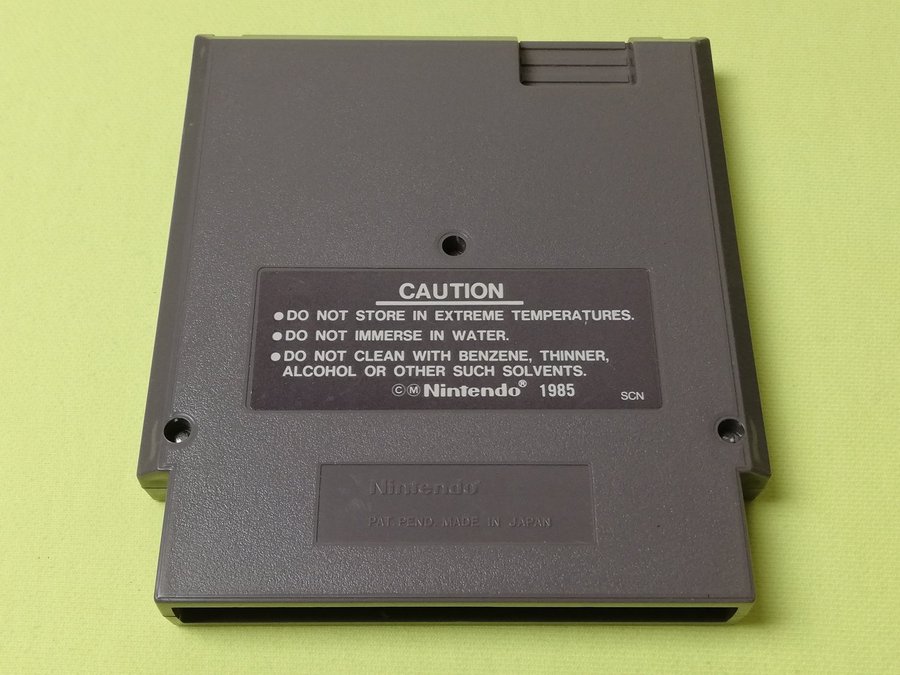 CAUTION
●DO NOT STORE IN EXTREME TEMPERATURES.
●DO NOT IMMERSE IN WATER.
●DO NOT CLEAN WITH BENZENE, THINNER,
ALCOHOL OR OTHER SUCH SOLVENTS.
ⒸⓂ Nintendo® 1985 SCN
Nintendo®
PAT. PEND. MADE IN JAPAN